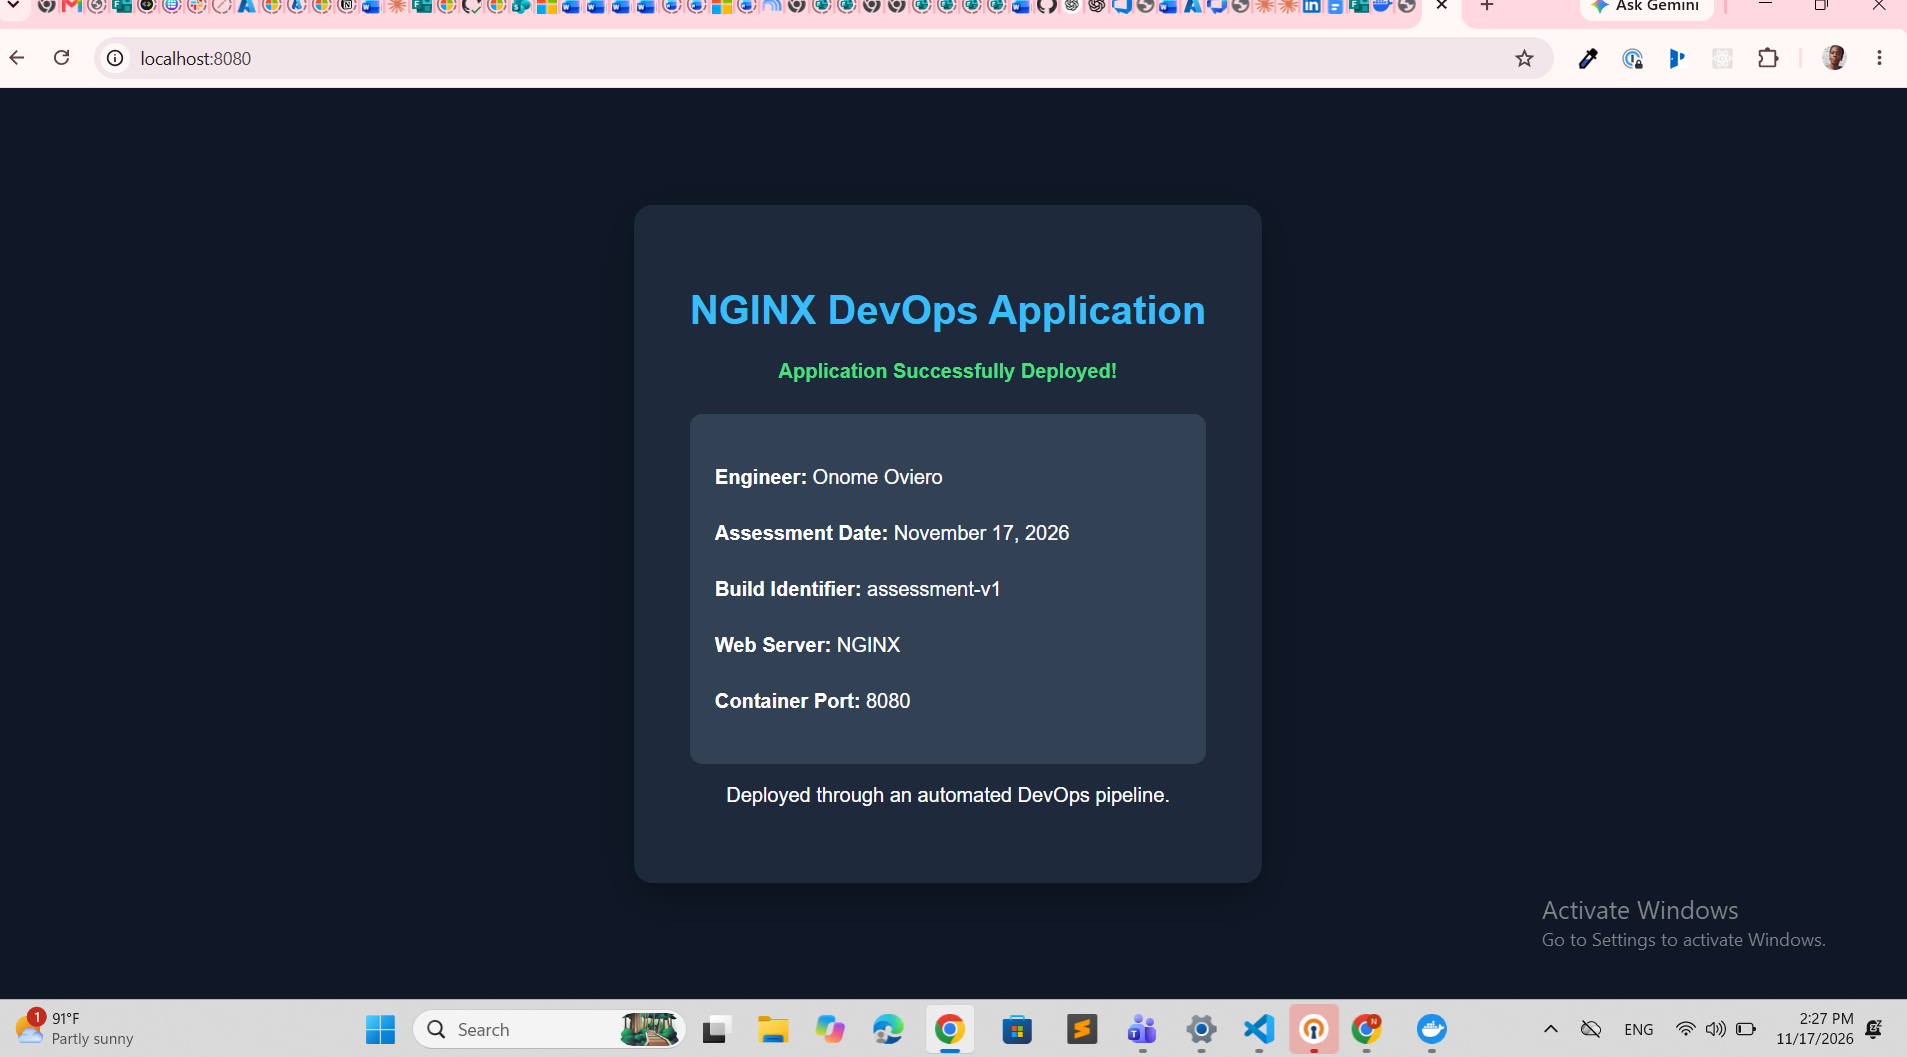 Ask Gemini
localhost:8080
NGINX DevOps Application
Application Successfully Deployed!
Engineer: Onome Oviero
Assessment Date: November 17, 2026
Build Identifier: assessment-v1
Web Server: NGINX
Container Port: 8080
Deployed through an automated DevOps pipeline.
Activate Windows
Go to Settings to activate Windows.
1
91°F
Partly sunny
Search
ENG
2:27 PM
11/17/2026